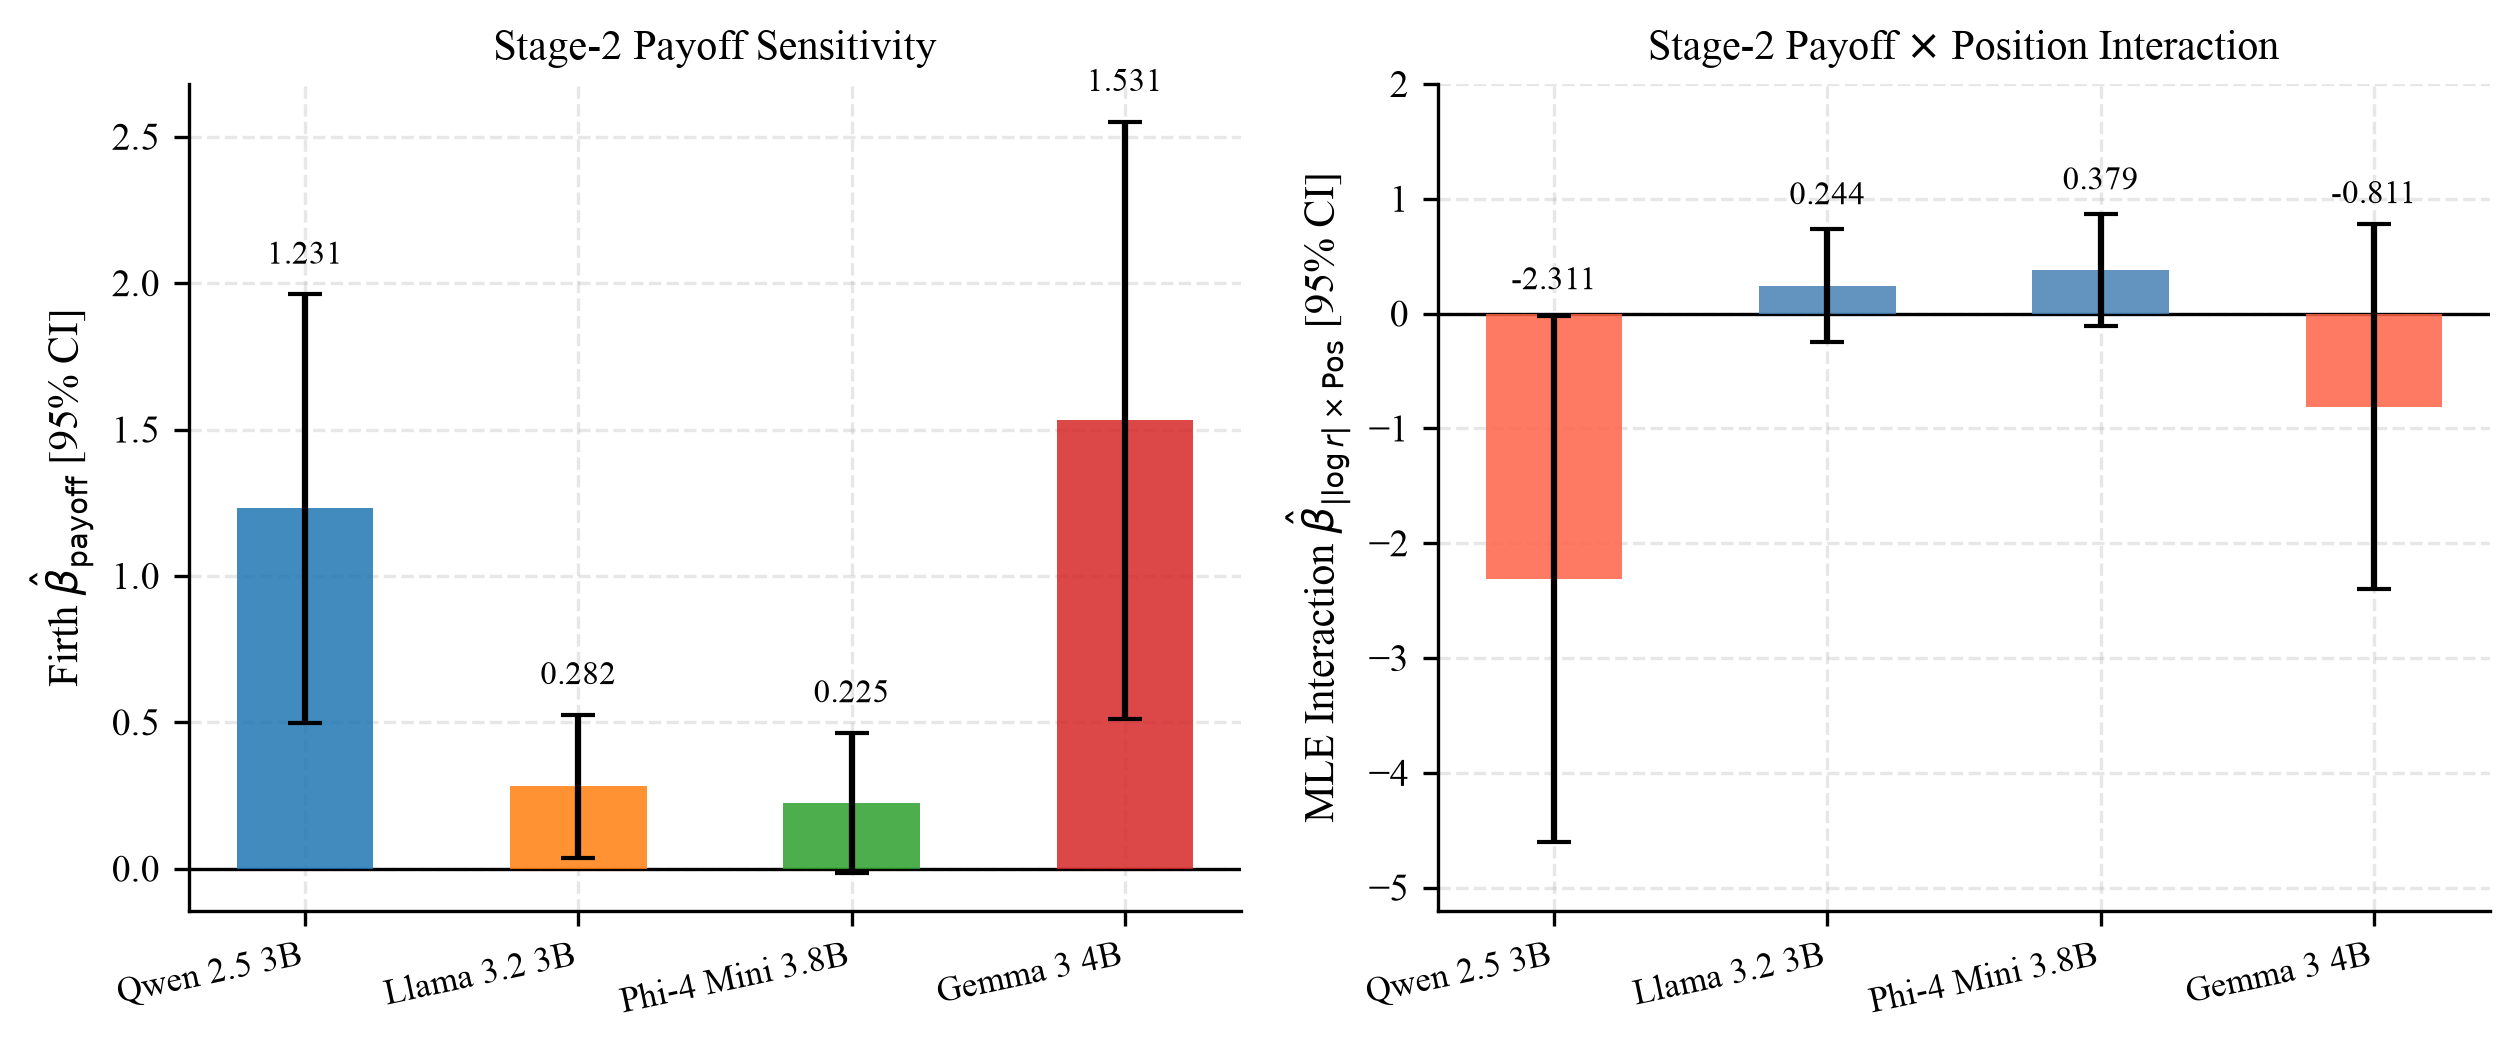 Stage-2 Payoff Sensitivity
Firth β̂payoff [95% CI]
2.5
2.0
1.5
1.0
0.5
0.0
1.231
0.282
0.225
1.531
Qwen 2.5 3B
Llama 3.2 3B
Phi-4 Mini 3.8B
Gemma 3 4B
Stage-2 Payoff × Position Interaction
MLE Interaction β̂||log r| × Pos [95% CI]
2
1
0
−1
−2
−3
−4
−5
-2.311
0.244
0.379
-0.811
Qwen 2.5 3B
Llama 3.2 3B
Phi-4 Mini 3.8B
Gemma 3 4B